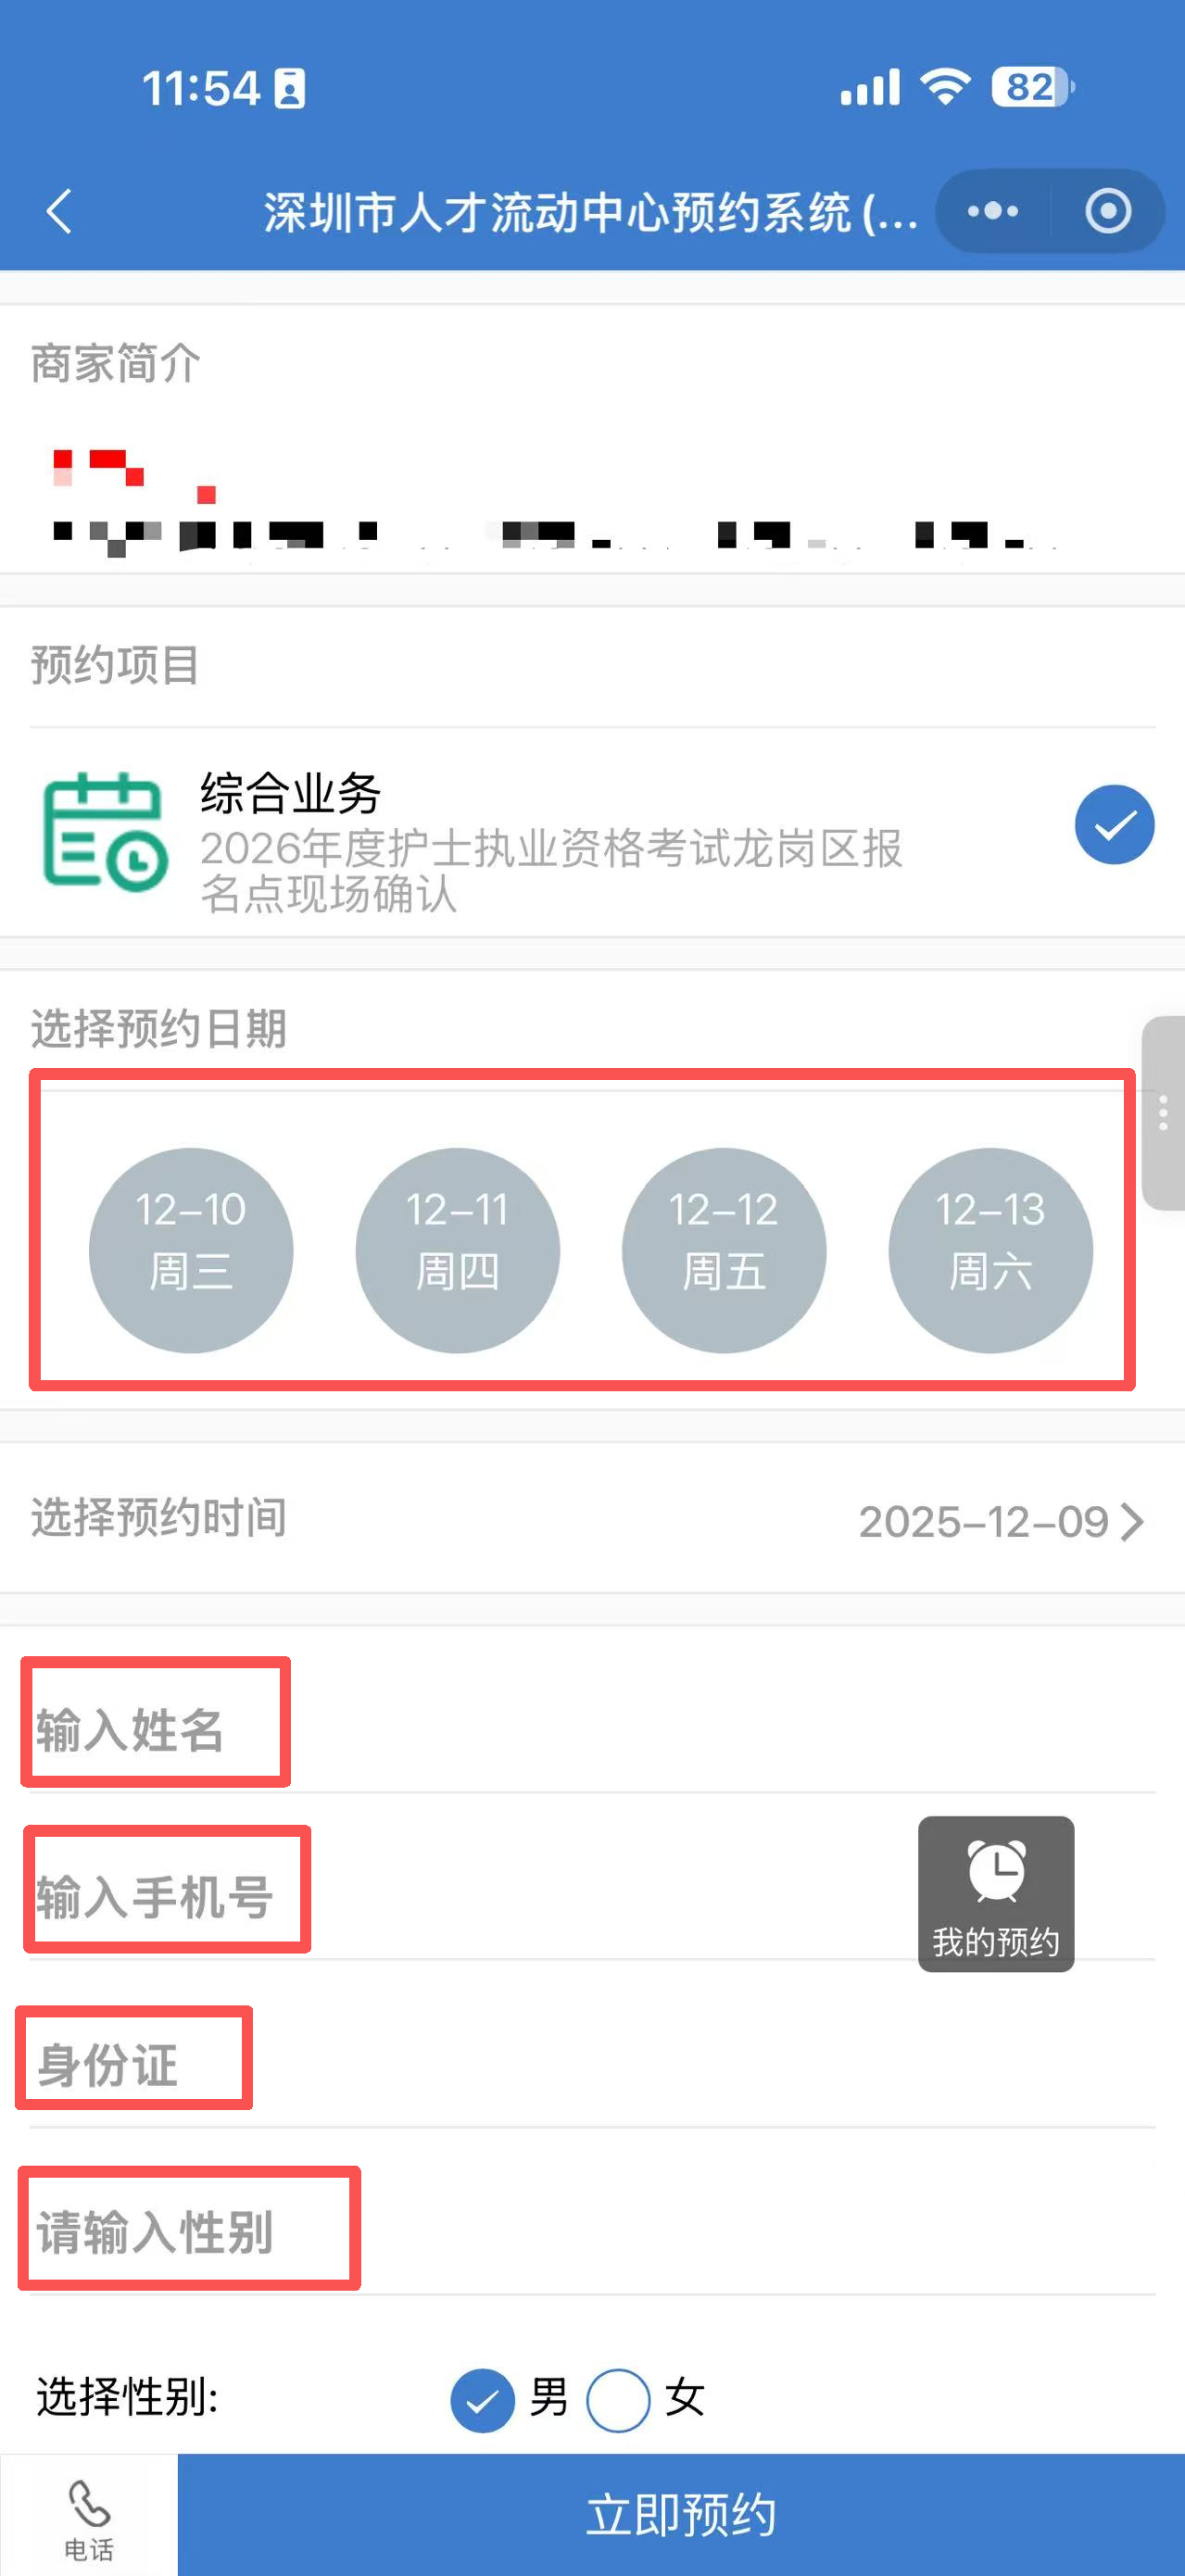 11:54
82
深圳市人才流动中心预约系统(...
商家简介
预约项目
综合业务
2026年度护士执业资格考试龙岗区报
名点现场确认
选择预约日期
12-10 12-11 12-12 12-13
周三 周四 周五 周六
选择预约时间 2025-12-09
输入姓名
输入手机号
我的预约
身份证
请输入性别
选择性别: 男 女
电话
立即预约